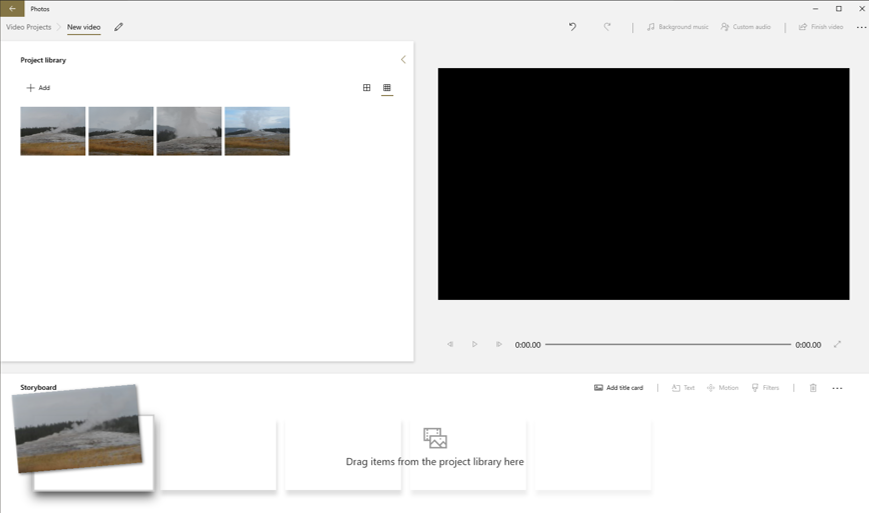 Photos
Video Projects New video
Background music Custom audio Finish video
Project library
Add
0:00.00 0:00.00
Storyboard
Add title card Text Motion Filters
Drag items from the project library here